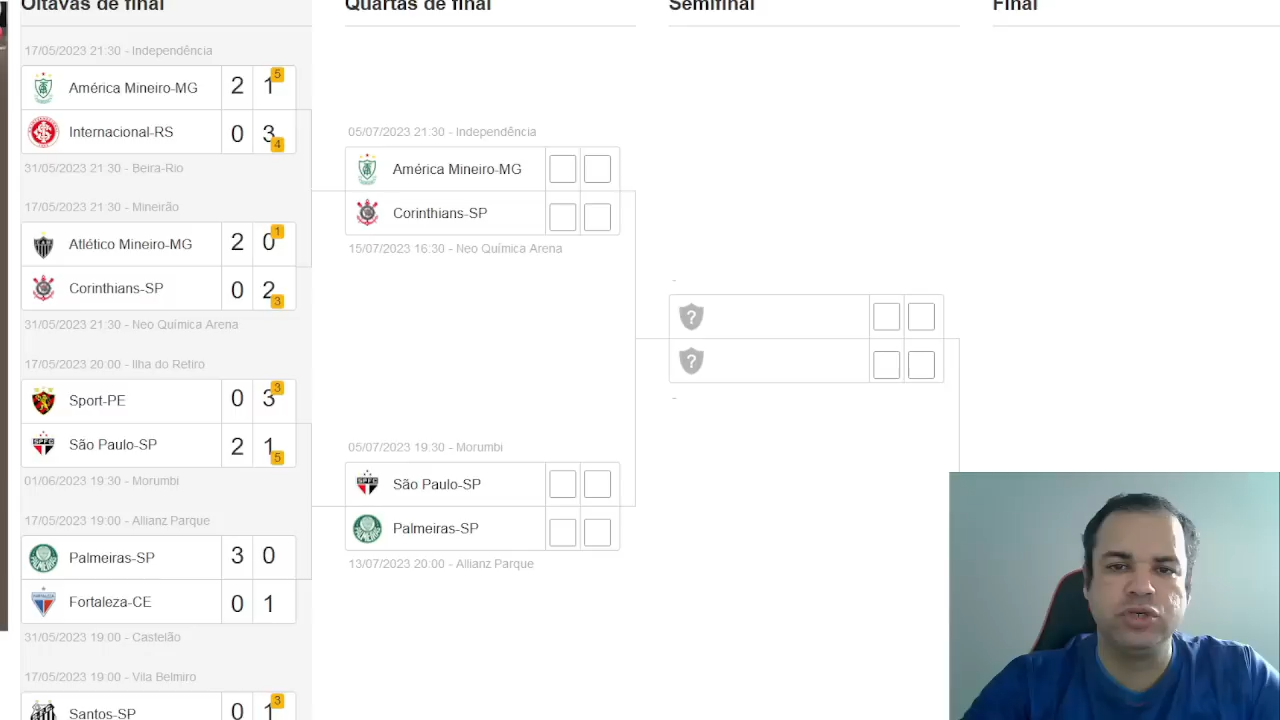 Oitavas de final
Quartas de final
Semifinal
Final
17/05/2023 21:30 - Independência
América Mineiro-MG 2 1 5
Internacional-RS 0 3 4
31/05/2023 21:30 - Beira-Rio
17/05/2023 21:30 - Mineirão
Atlético Mineiro-MG 2 0 1
Corinthians-SP 0 2 3
31/05/2023 21:30 - Neo Química Arena
17/05/2023 20:00 - Ilha do Retiro
Sport-PE 0 3 3
São Paulo-SP 2 1 5
01/06/2023 19:30 - Morumbi
17/05/2023 19:00 - Allianz Parque
Palmeiras-SP 3 0
Fortaleza-CE 0 1
31/05/2023 19:00 - Castelão
17/05/2023 19:00 - Vila Belmiro
Santos-SP 0 1 3
05/07/2023 21:30 - Independência
América Mineiro-MG
Corinthians-SP
15/07/2023 16:30 - Neo Química Arena
05/07/2023 19:30 - Morumbi
São Paulo-SP
Palmeiras-SP
13/07/2023 20:00 - Allianz Parque
-
?
?
-